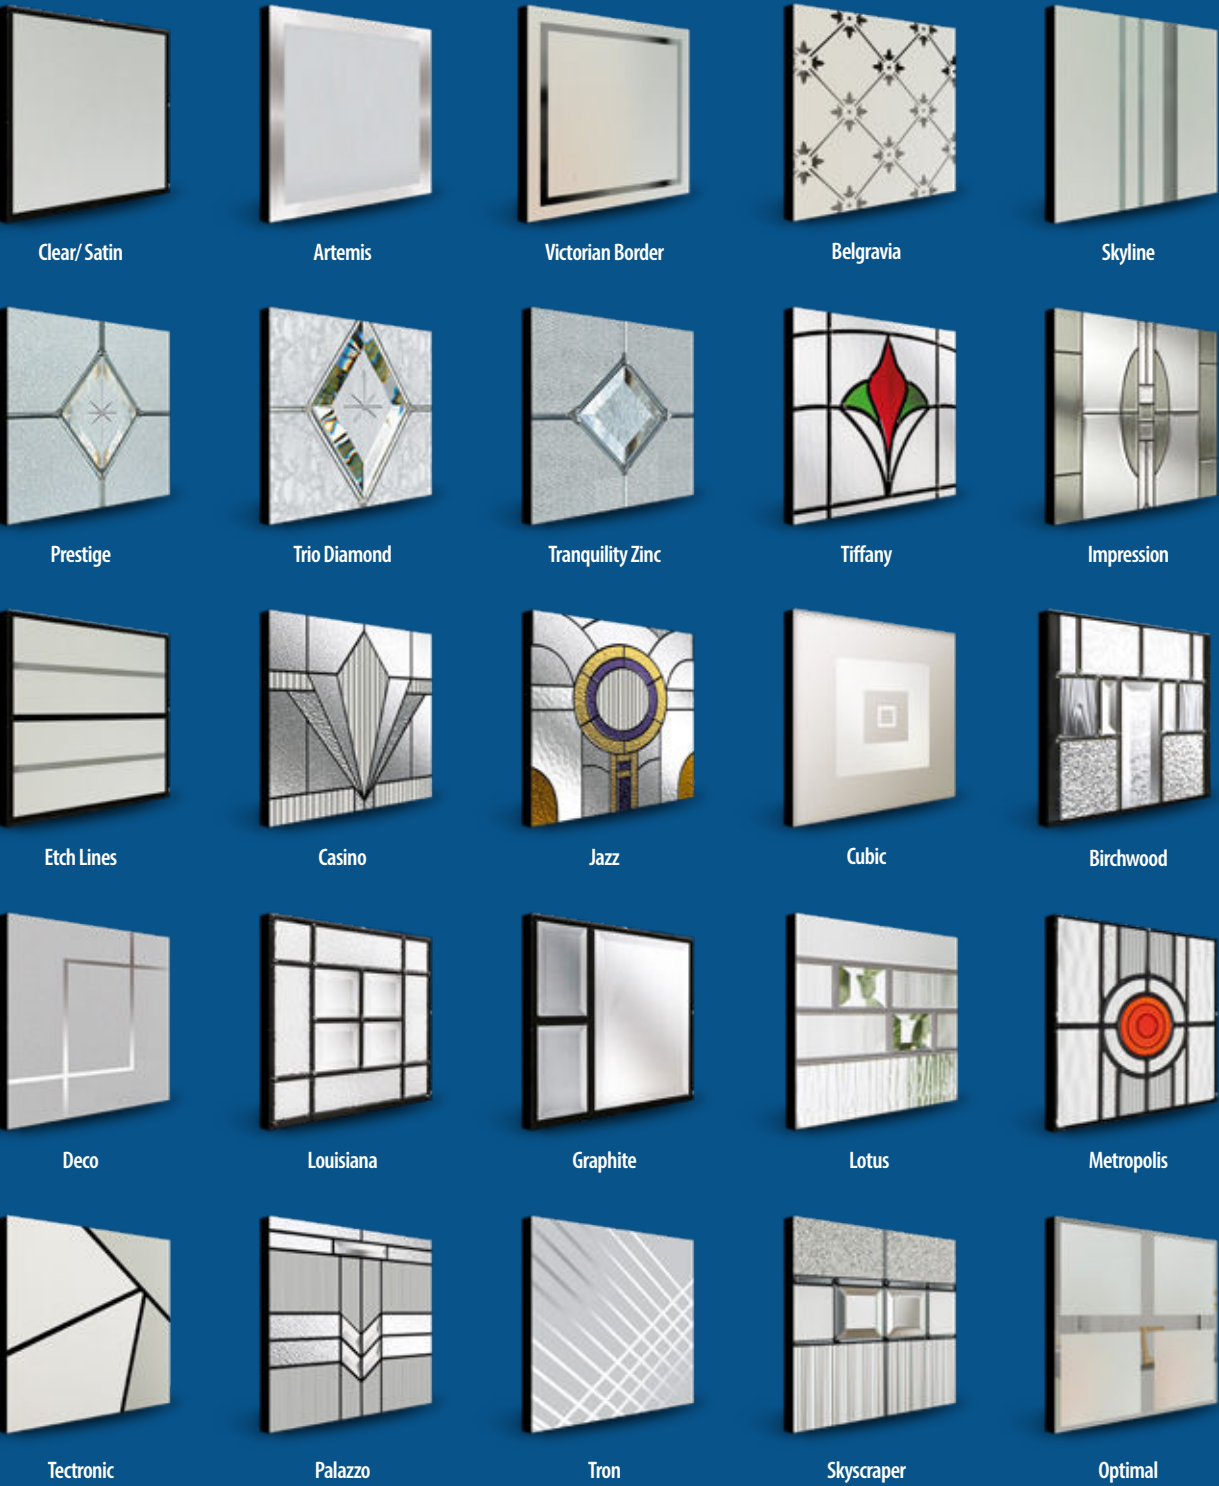 Clear/ Satin
Artemis
Victorian Border
Belgravia
Skyline
Prestige
Trio Diamond
Tranquility Zinc
Tiffany
Impression
Etch Lines
Casino
Jazz
Cubic
Birchwood
Deco
Louisiana
Graphite
Lotus
Metropolis
Tectronic
Palazzo
Tron
Skyscraper
Optimal